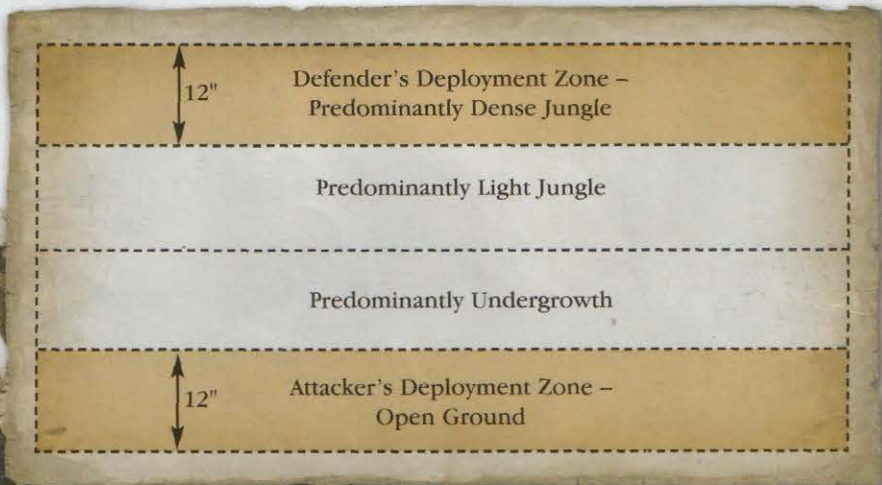 12"
Defender's Deployment Zone –
Predominantly Dense Jungle
Predominantly Light Jungle
Predominantly Undergrowth
12"
Attacker's Deployment Zone –
Open Ground